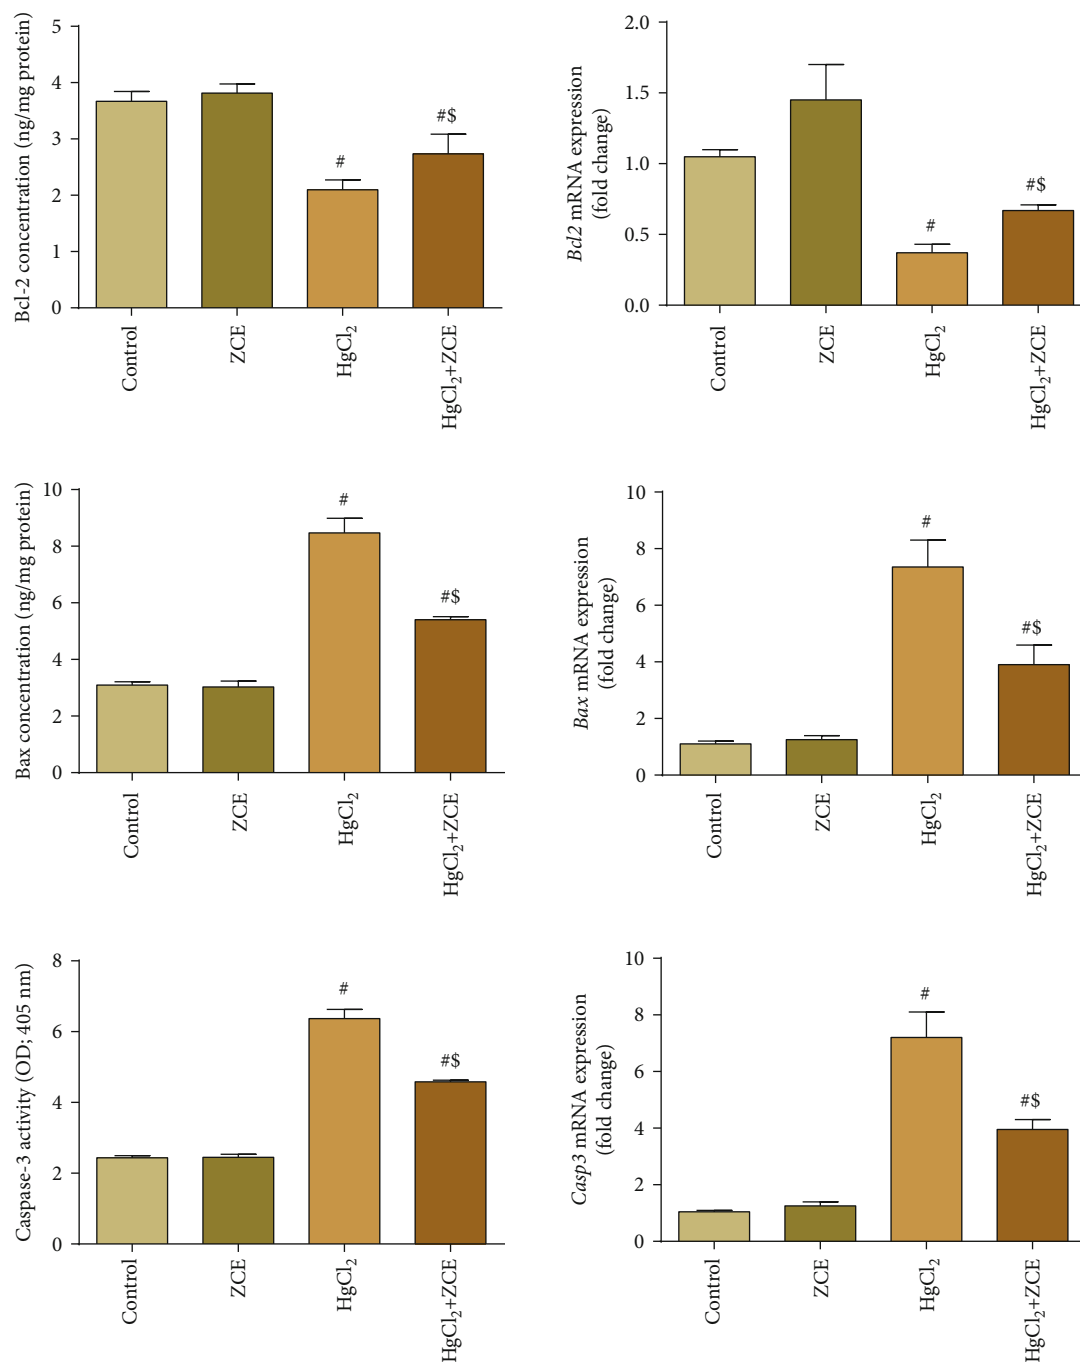 Bcl-2 concentration (ng/mg protein)
5
4
3
2
1
0
#
#$
Control
ZCE
HgCl₂
HgCl₂+ZCE
Bcl2 mRNA expression
(fold change)
2.0
1.5
1.0
0.5
0.0
#
#$
Control
ZCE
HgCl₂
HgCl₂+ZCE
Bax concentration (ng/mg protein)
10
8
6
4
2
0
#
#$
Control
ZCE
HgCl₂
HgCl₂+ZCE
Bax mRNA expression
(fold change)
10
8
6
4
2
0
#
#$
Control
ZCE
HgCl₂
HgCl₂+ZCE
Caspase-3 activity (OD; 405 nm)
8
6
4
2
0
#
#$
Control
ZCE
HgCl₂
HgCl₂+ZCE
Casp3 mRNA expression
(fold change)
10
8
6
4
2
0
#
#$
Control
ZCE
HgCl₂
HgCl₂+ZCE